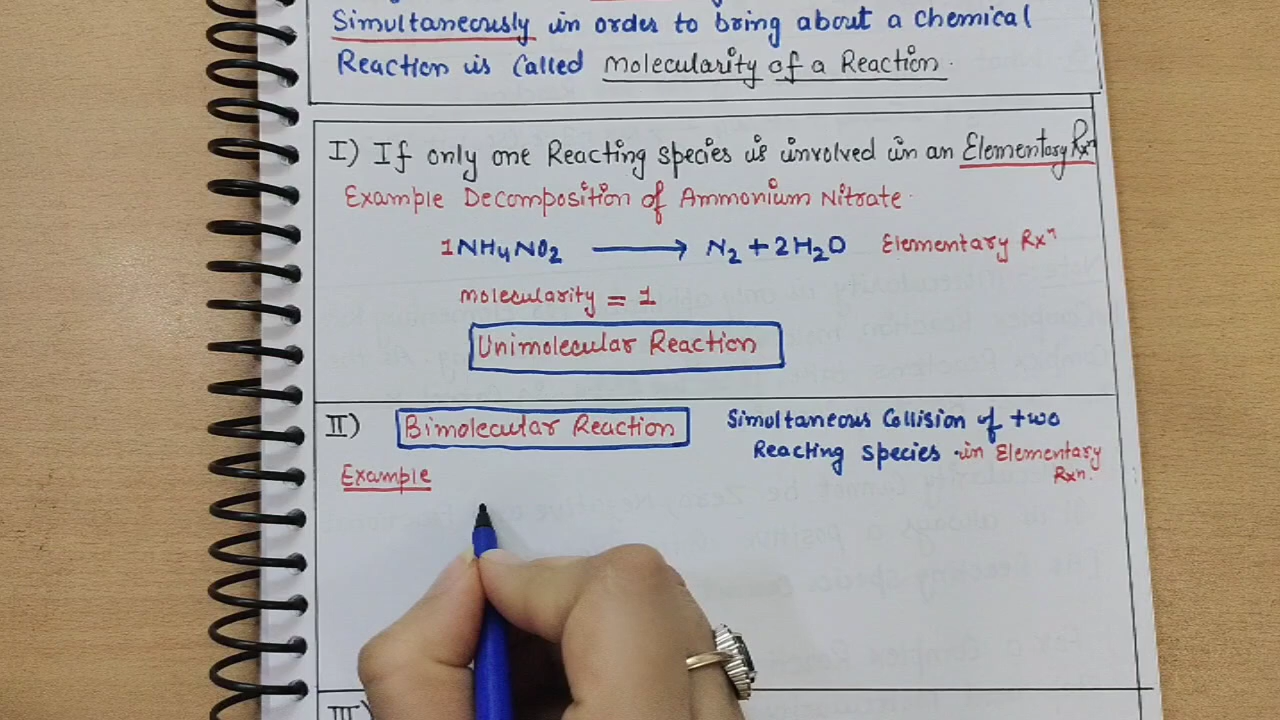 Simultaneously in order to bring about a Chemical
Reaction is Called molecularity of a Reaction.
I) If only one Reacting species is involved in an Elementary Rxn
Example Decomposition of Ammonium Nitrate.
1NH4NO2 → N2 + 2H2O Elementary Rxn
molecularity = 1
Unimolecular Reaction
II) Bimolecular Reaction Simultaneous Collision of two
Reacting species in Elementary
Rxn.
Example
III)